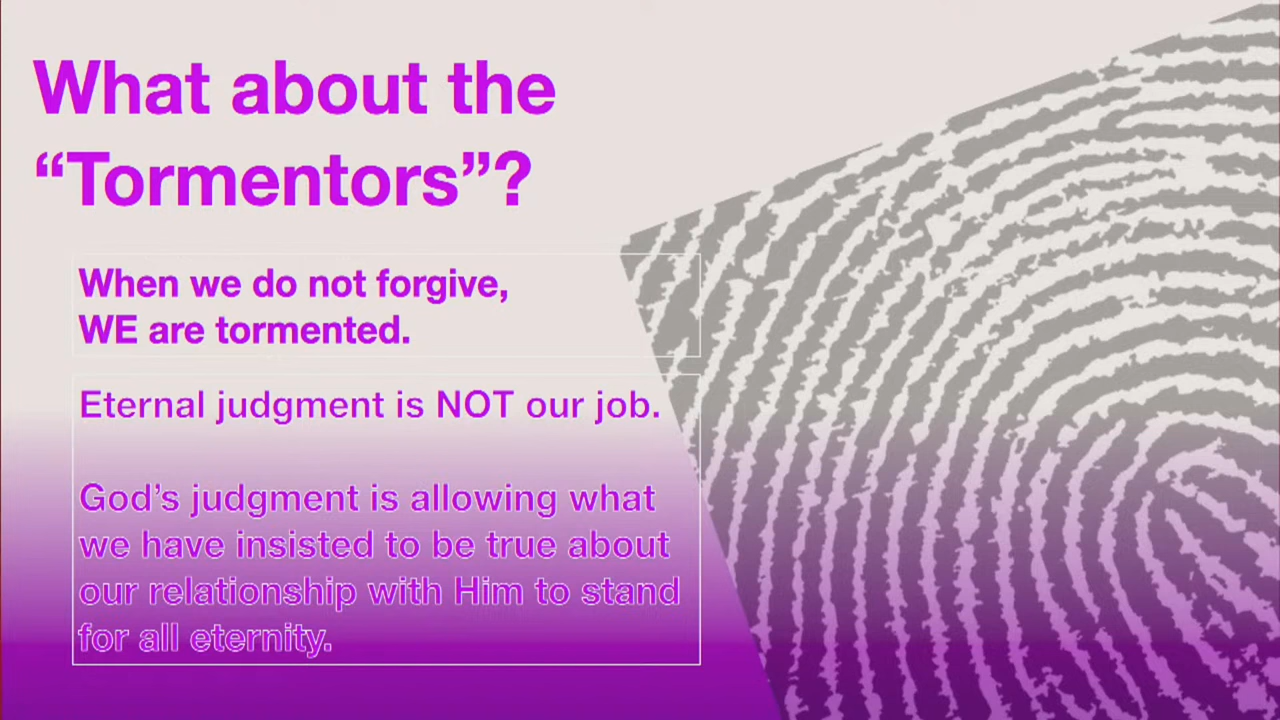 What about the
“Tormentors”?
When we do not forgive,
WE are tormented.
Eternal judgment is NOT our job.
God’s judgment is allowing what
we have insisted to be true about
our relationship with Him to stand
for all eternity.